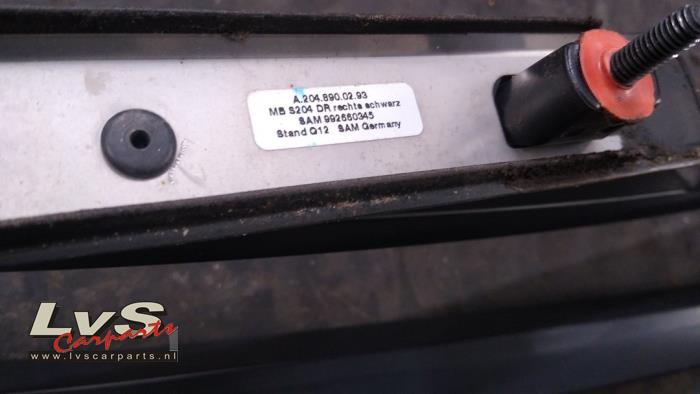 A.204.890.02.93
MB S204 DR rechts schwarz
SAM 992660345
Stand Q12 SAM Germany
LvS
Carparts
www.lvscarparts.nl